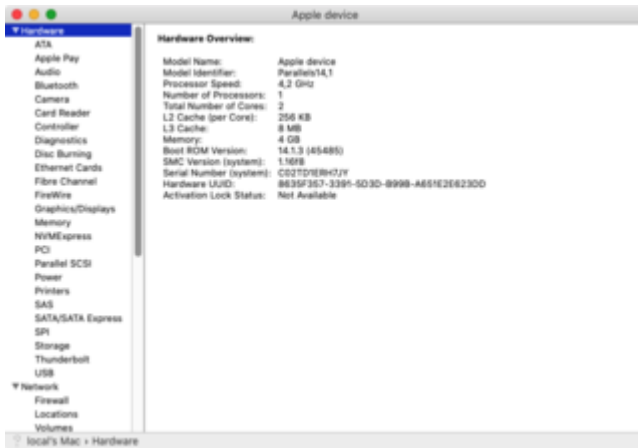 Apple device
Hardware
ATA
Apple Pay
Audio
Bluetooth
Camera
Card Reader
Controller
Diagnostics
Disc Burning
Ethernet Cards
Fibre Channel
FireWire
Graphics/Displays
Memory
NVMExpress
PCI
Parallel SCSI
Power
Printers
SAS
SATA/SATA Express
SPI
Storage
Thunderbolt
USB
Network
Firewall
Locations
Volumes
Hardware Overview:
Model Name: Apple device
Model Identifier: Parallels14,1
Processor Speed: 4,2 GHz
Number of Processors: 1
Total Number of Cores: 2
L2 Cache (per Core): 256 KB
L3 Cache: 8 MB
Memory: 4 GB
Boot ROM Version: 14.1.3 (45485)
SMC Version (system): 1.16f8
Serial Number (system):
Hardware UUID:
Activation Lock Status: Not Available
local's Mac › Hardware